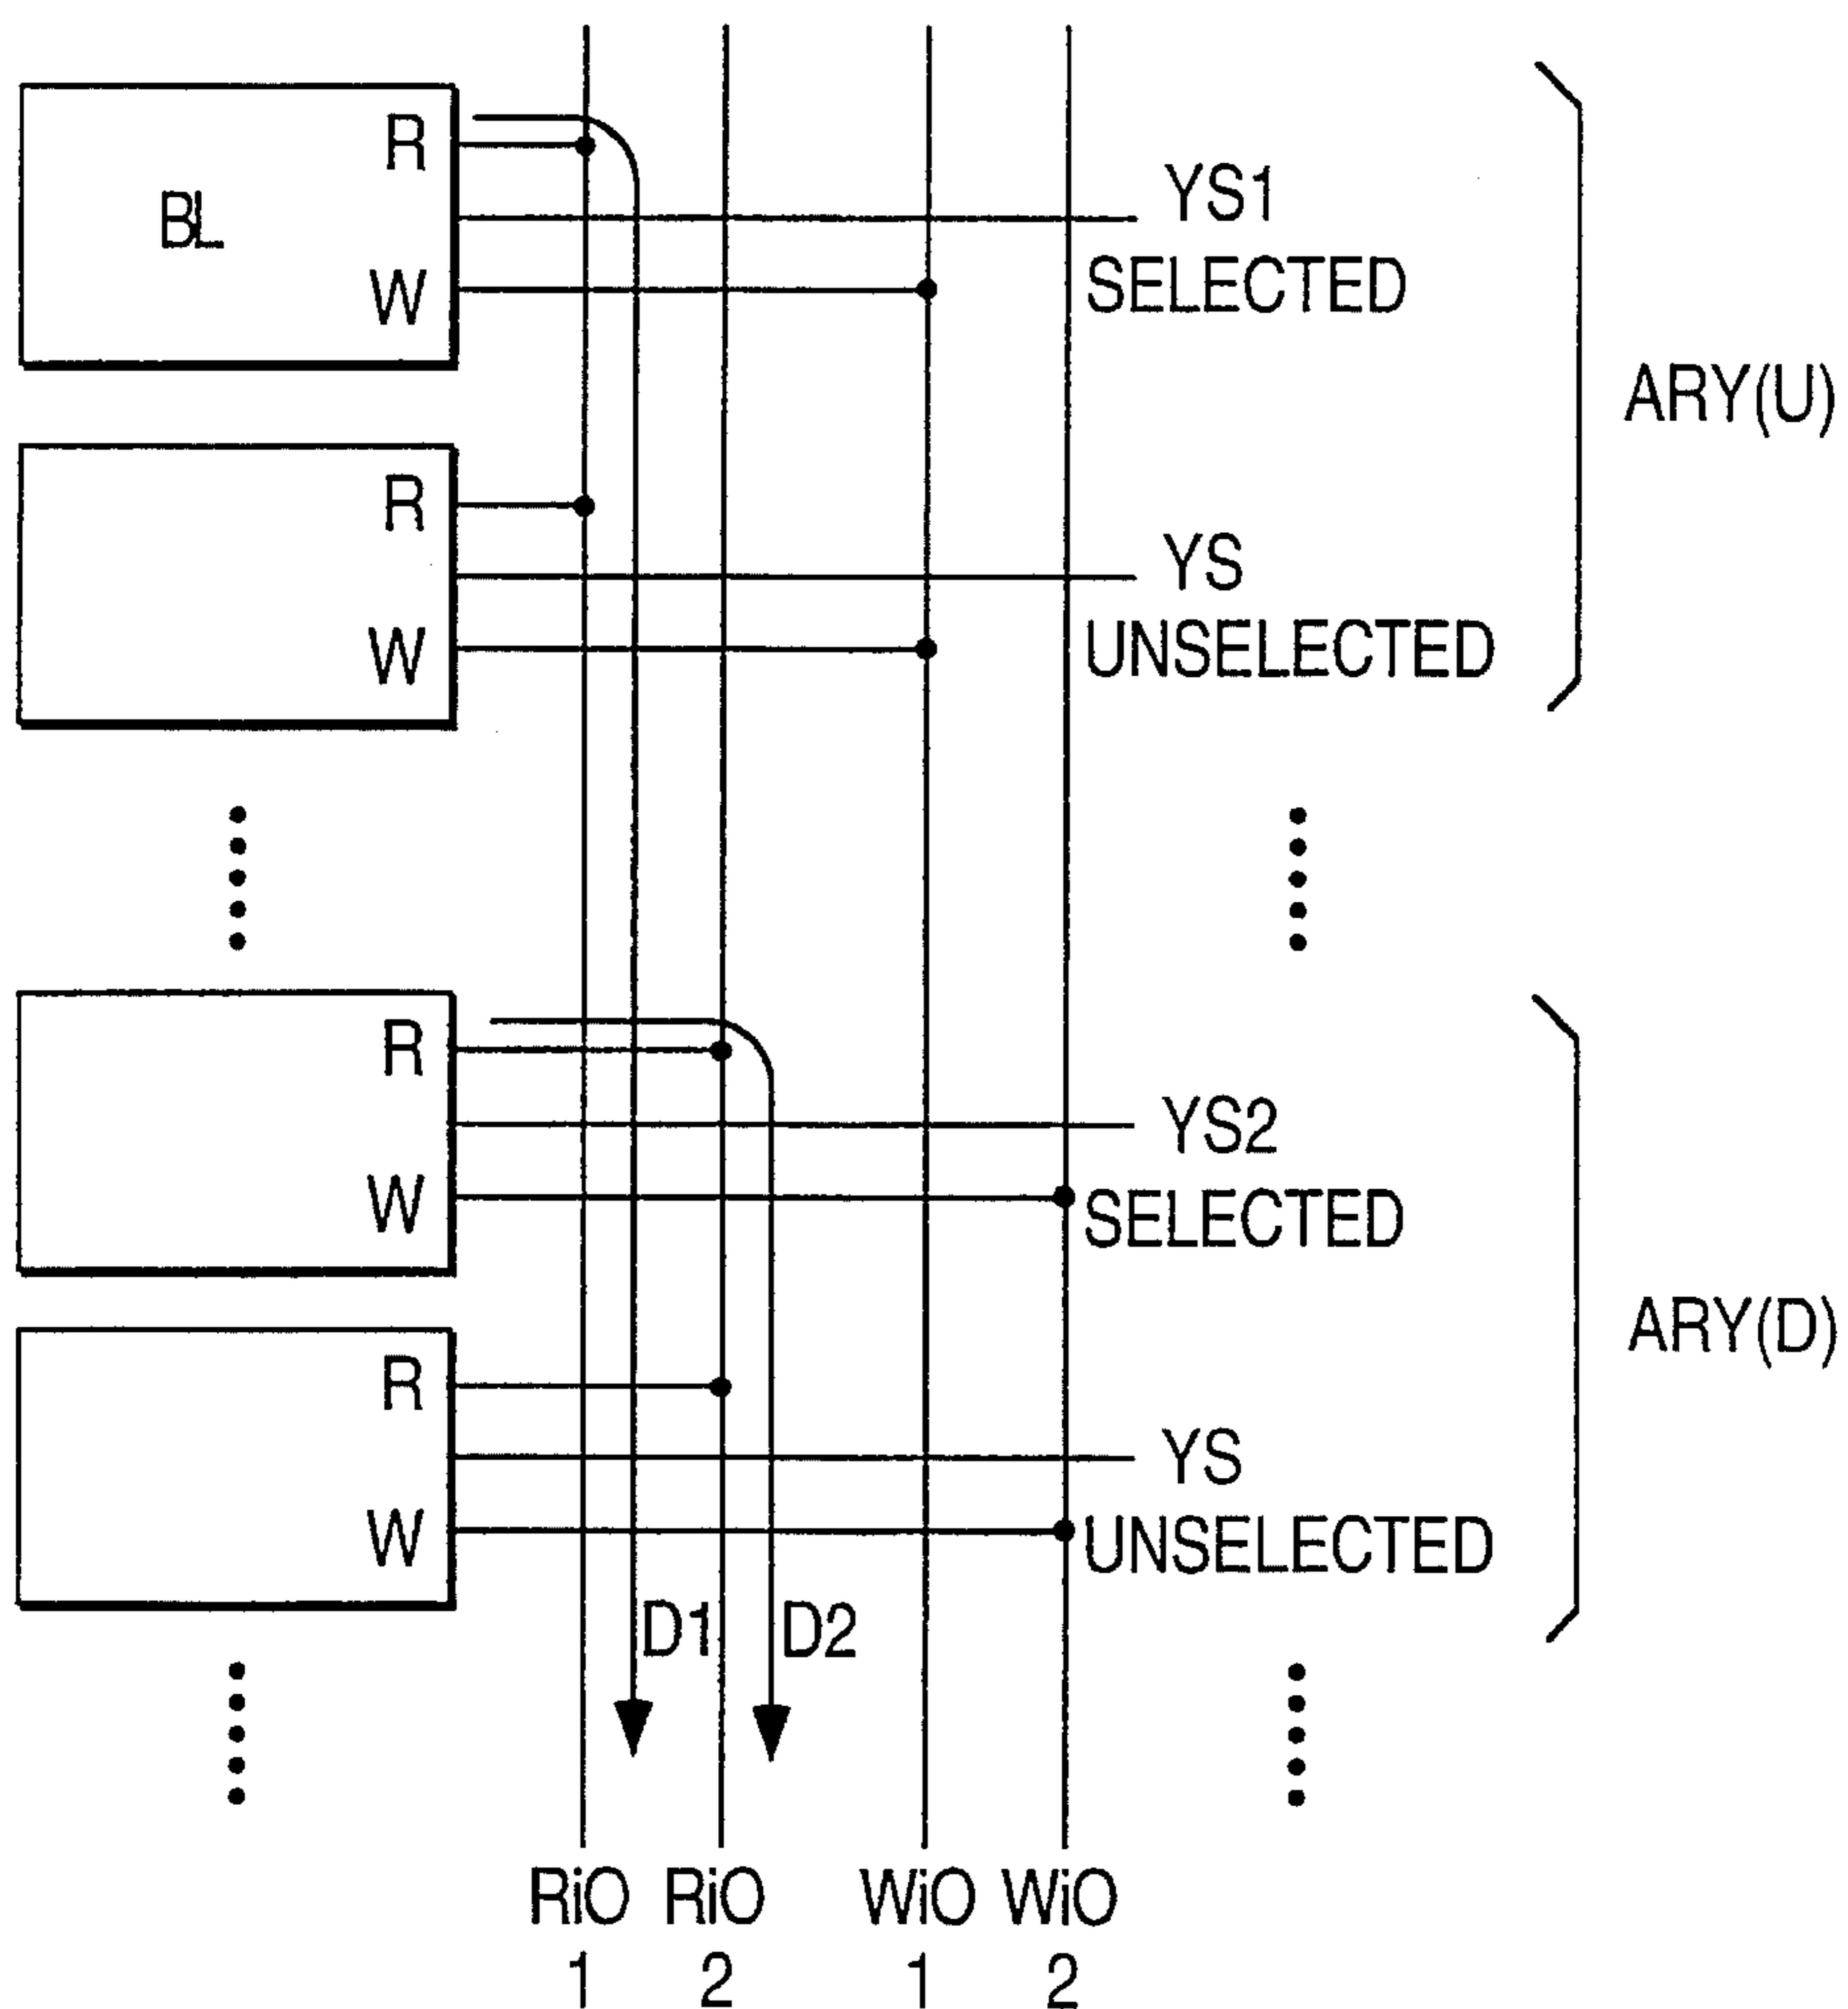 R
BL
W
YS1
SELECTED
ARY(U)
R
W
YS
UNSELECTED
R
W
YS2
SELECTED
ARY(D)
R
W
YS
UNSELECTED
D1
D2
RiO RiO WiO WiO
1 2 1 2